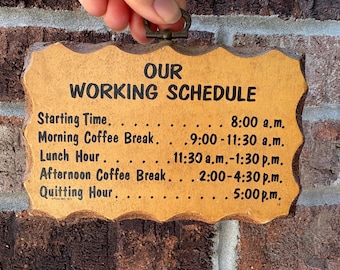 OUR
WORKING SCHEDULE
Starting Time. . . . . . . . . . . . 8:00 a.m.
Morning Coffee Break. . . 9:00 - 11:30 a.m.
Lunch Hour . . . . . . . 11:30 a.m.-1:30 p.m.
Afternoon Coffee Break . . . 2:00-4:30 p.m.
Quitting Hour . . . . . . . . . . . . 5:00 p.m.